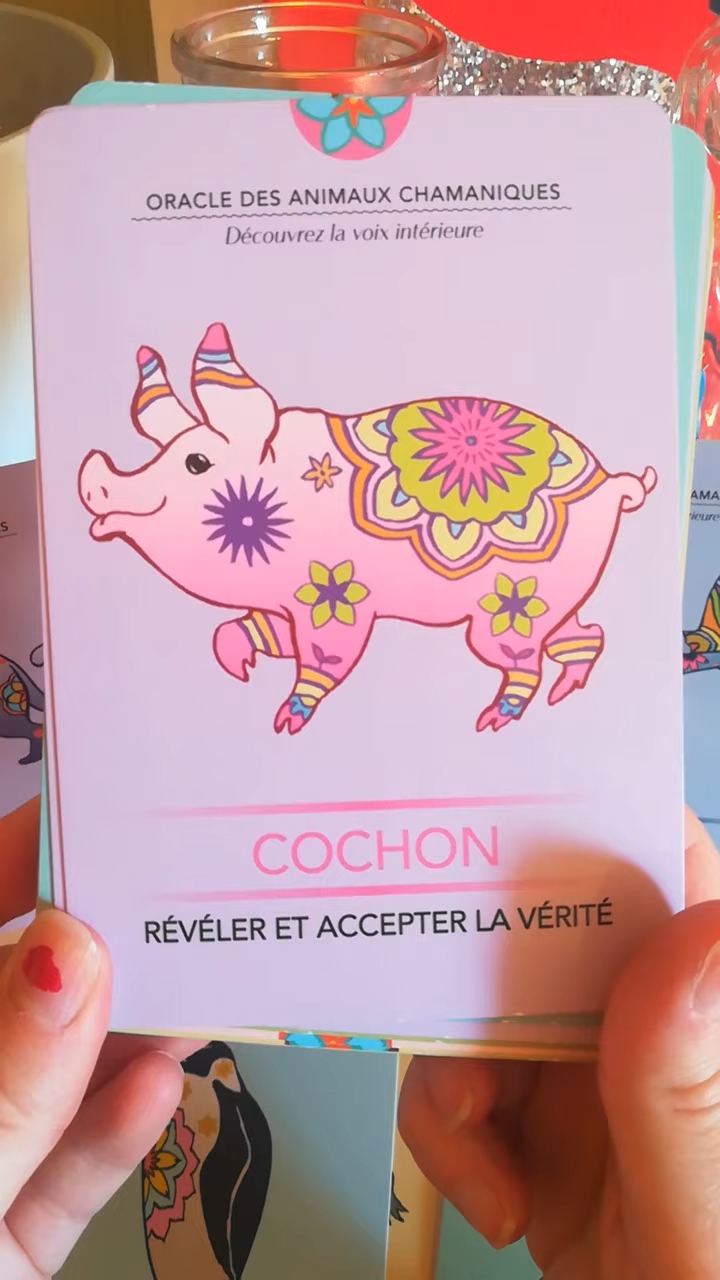 ORACLE DES ANIMAUX CHAMANIQUES
Découvrez la voix intérieure
COCHON
RÉVÉLER ET ACCEPTER LA VÉRITÉ